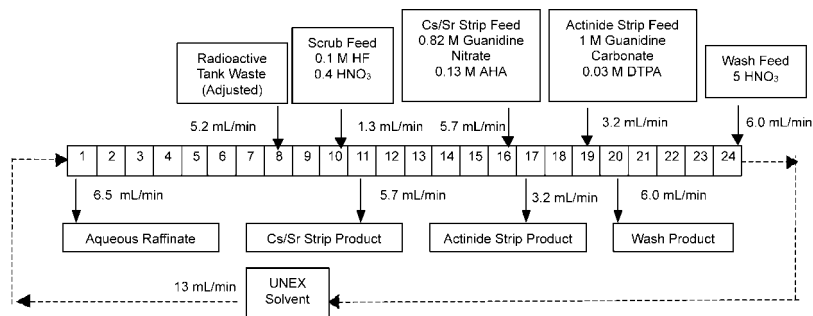 Radioactive
Tank Waste
(Adjusted)
Scrub Feed
0.1 M HF
0.4 HNO₃
Cs/Sr Strip Feed
0.82 M Guanidine
Nitrate
0.13 M AHA
Actinide Strip Feed
1 M Guanidine
Carbonate
0.03 M DTPA
Wash Feed
5 HNO₃
5.2 mL/min
1.3 mL/min
5.7 mL/min
3.2 mL/min
6.0 mL/min
1 2 3 4 5 6 7 8 9 10 11 12 13 14 15 16 17 18 19 20 21 22 23 24
6.5 mL/min
5.7 mL/min
3.2 mL/min
6.0 mL/min
Aqueous Raffinate
Cs/Sr Strip Product
Actinide Strip Product
Wash Product
13 mL/min
UNEX
Solvent